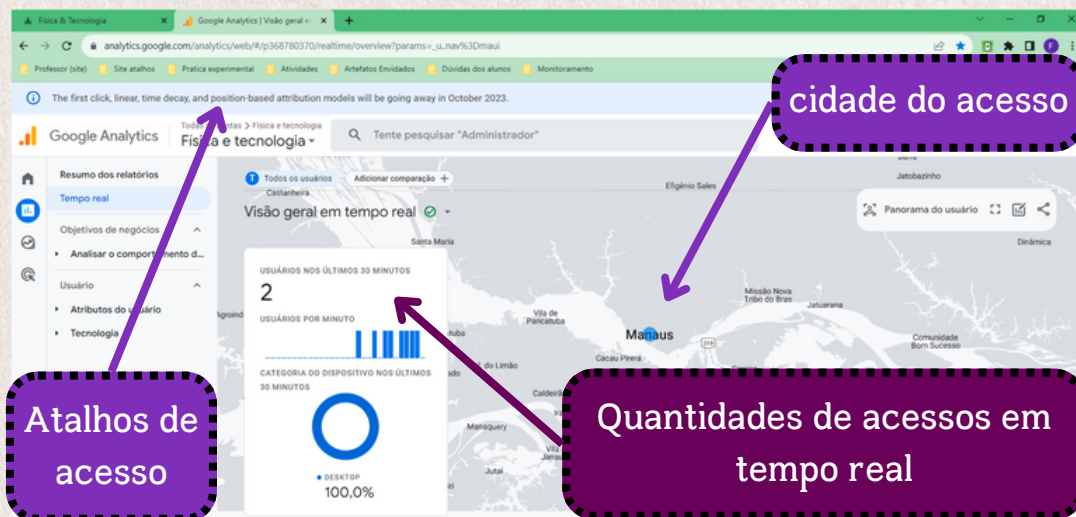 Física & Tecnologia
Google Analytics | Visão geral e
analytics.google.com/analytics/web/#/p368780370/realtime/overview?params=_u..nav%3Dmaui
Professor (site) Site atalhos Pratica experimental Atividades Artefatos Envidados Dúvidas dos alunos Monitoramento
The first click, linear, time decay, and position-based attribution models will be going away in October 2023.
cidade do acesso
Google Analytics
Física e tecnologia
Física e tecnologia
Tente pesquisar "Administrador"
Resumo dos relatórios
Tempo real
Objetivos de negócios
Analisar o comportamento d...
Usuário
Atributos do usuário
Tecnologia
T Todos os usuários Adicionar comparação +
Castanheira
Visão geral em tempo real
Efigênio Sales
Jatobazinho
Panorama do usuário
Dinâmica
Santa Maria
USUÁRIOS NOS ÚLTIMOS 30 MINUTOS
2
USUÁRIOS POR MINUTO
CATEGORIA DO DISPOSITIVO NOS ÚLTIMOS
30 MINUTOS
DESKTOP
100,0%
Vila de
Paricatuba
Missão Nova
Tribo do Bras
Jatuarana
Manaus
Comunidade
Bom Sucesso
Cacau Pirera
do Limão
Manaquery
Jutaí
Atalhos de
acesso
Quantidades de acessos em
tempo real